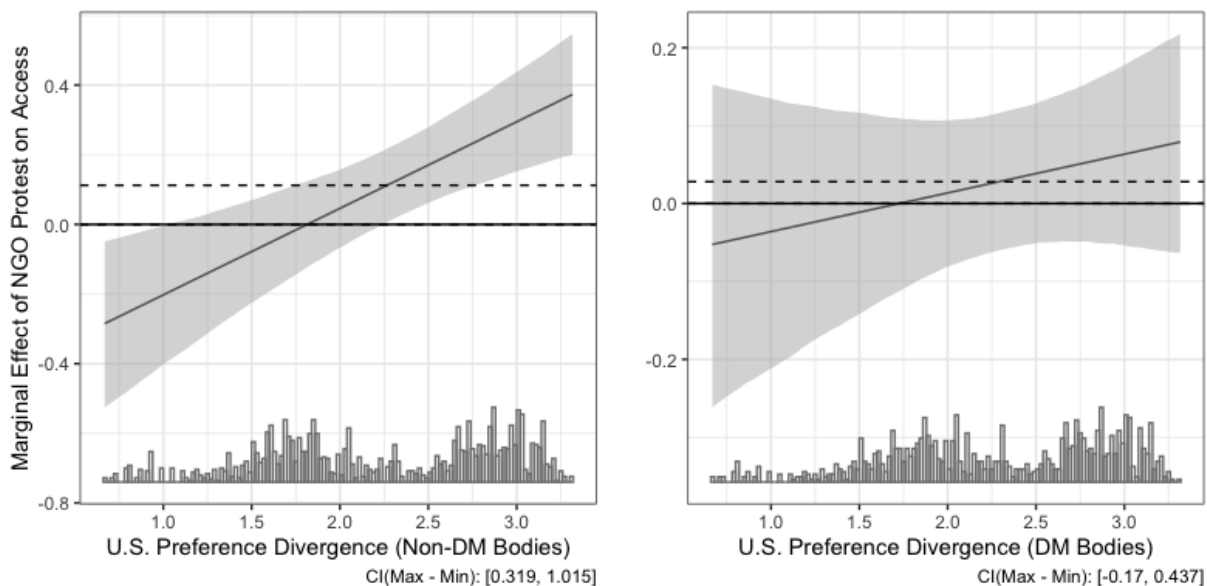 Marginal Effect of NGO Protest on Access
0.4
0.0
-0.4
-0.8
1.0 1.5 2.0 2.5 3.0
U.S. Preference Divergence (Non-DM Bodies)
CI(Max - Min): [0.319, 1.015]
0.2
0.0
-0.2
1.0 1.5 2.0 2.5 3.0
U.S. Preference Divergence (DM Bodies)
CI(Max - Min): [-0.17, 0.437]